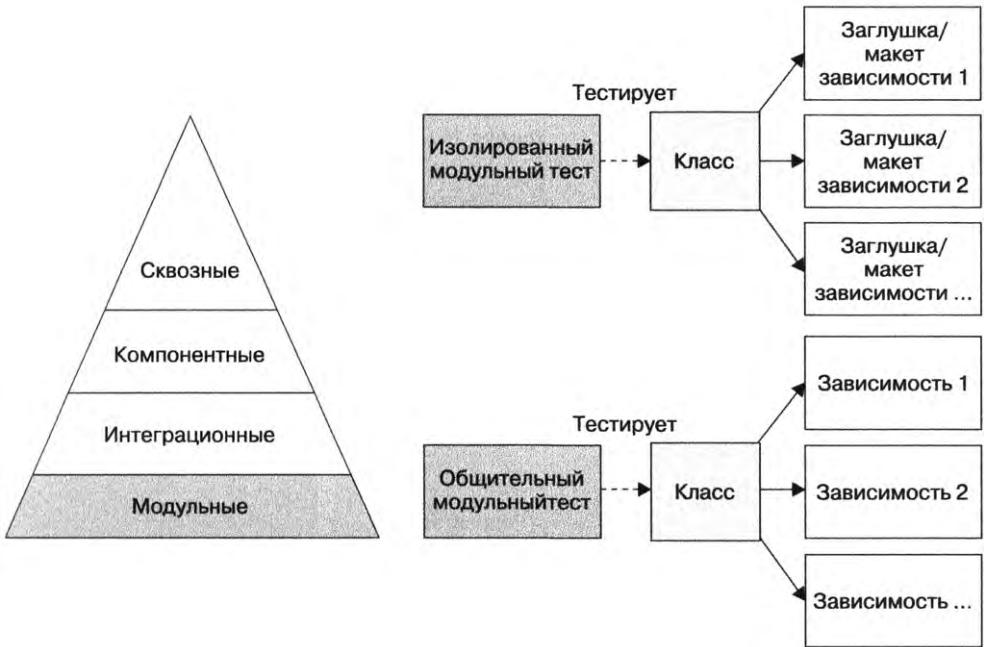 Сквозные
Компонентные
Интеграционные
Модульные
Тестирует
Изолированный
модульный тест
Класс
Заглушка/
макет
зависимости 1
Заглушка/
макет
зависимости 2
Заглушка/
макет
зависимости ...
Тестирует
Общительный
модульныйтест
Класс
Зависимость 1
Зависимость 2
Зависимость ...